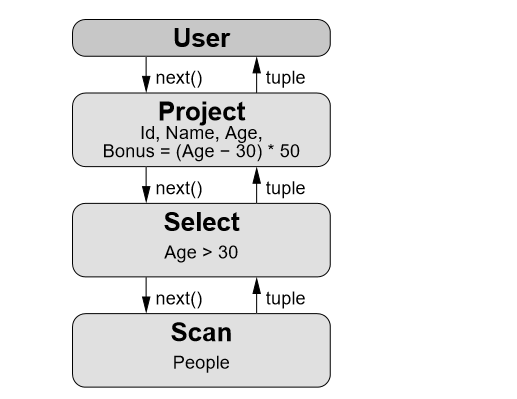 User
next() tuple
Project
Id, Name, Age,
Bonus = (Age − 30) * 50
next() tuple
Select
Age > 30
next() tuple
Scan
People